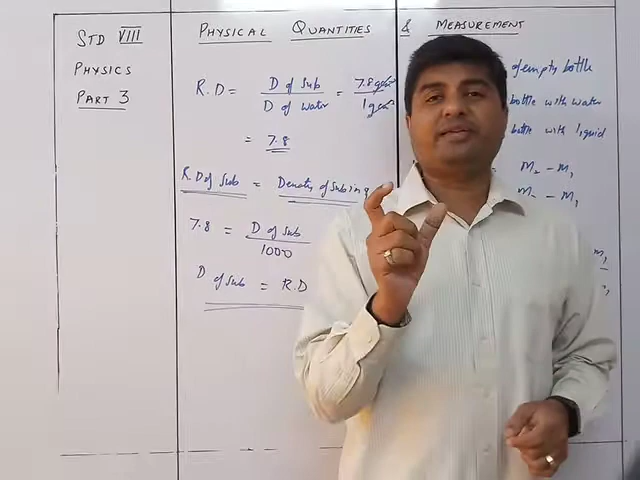 STD VIII
PHYSICS
PART 3
PHYSICAL QUANTITIES & MEASUREMENT
R.D = D of Sub / D of water = 7.8 / 1
= 7.8
R.D of Sub = Density of Sub in g
7.8 = D of Sub / 1000
D of Sub = R.D
of empty bottle
bottle with water
bottle with liquid
M₂ - M₁
- M₁